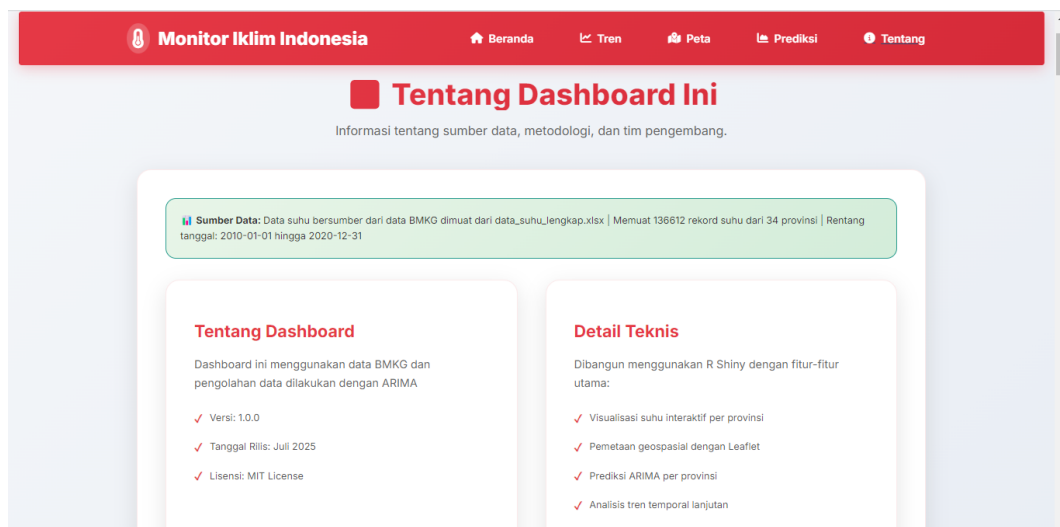 Monitor Iklim Indonesia
Beranda
Tren
Peta
Prediksi
Tentang
Tentang Dashboard Ini
Informasi tentang sumber data, metodologi, dan tim pengembang.
Sumber Data: Data suhu bersumber dari data BMKG dimuat dari data_suhu_lengkap.xlsx | Memuat 136612 rekord suhu dari 34 provinsi | Rentang
tanggal: 2010-01-01 hingga 2020-12-31
Tentang Dashboard
Dashboard ini menggunakan data BMKG dan
pengolahan data dilakukan dengan ARIMA
✓ Versi: 1.0.0
✓ Tanggal Rilis: Juli 2025
✓ Lisensi: MIT License
Detail Teknis
Dibangun menggunakan R Shiny dengan fitur-fitur
utama:
✓ Visualisasi suhu interaktif per provinsi
✓ Pemetaan geospasial dengan Leaflet
✓ Prediksi ARIMA per provinsi
✓ Analisis tren temporal lanjutan